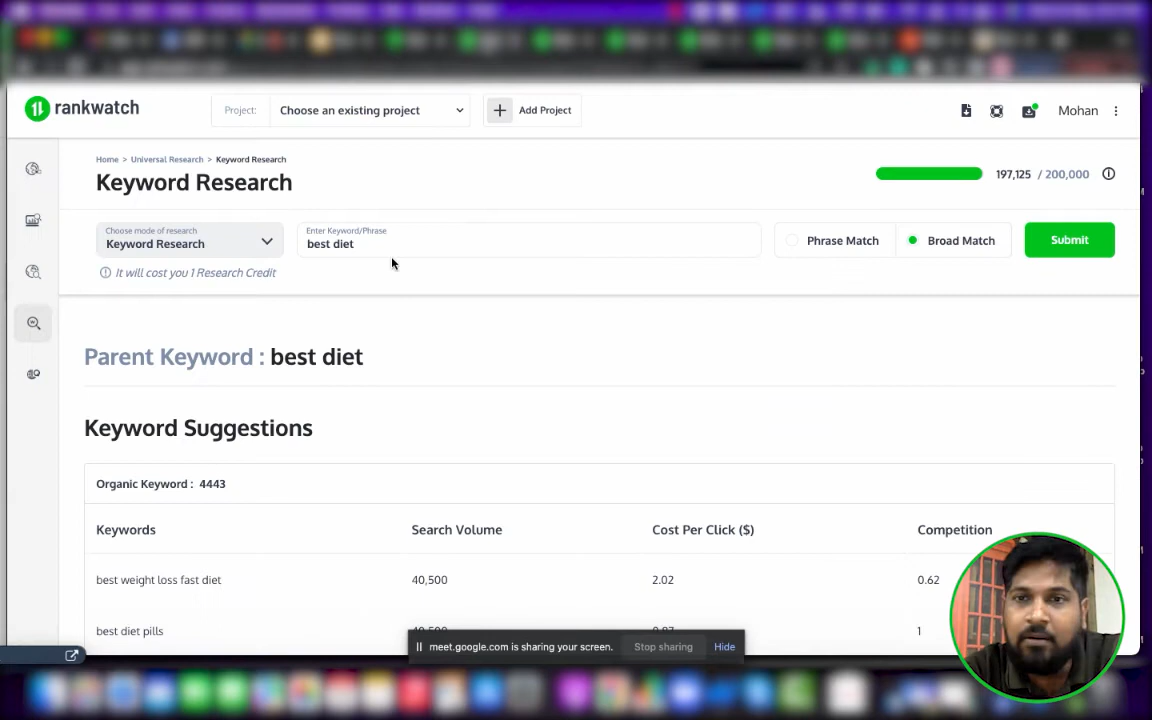 rankwatch
Project:
Choose an existing project
Add Project
Mohan
Home > Universal Research > Keyword Research
Keyword Research
197,125 / 200,000
Choose mode of research
Keyword Research
Enter Keyword/Phrase
best diet
Phrase Match
Broad Match
Submit
It will cost you 1 Research Credit
Parent Keyword : best diet
Keyword Suggestions
Organic Keyword : 4443
Keywords Search Volume Cost Per Click ($) Competition
best weight loss fast diet 40,500 2.02 0.62
best diet pills 1
meet.google.com is sharing your screen.
Stop sharing
Hide